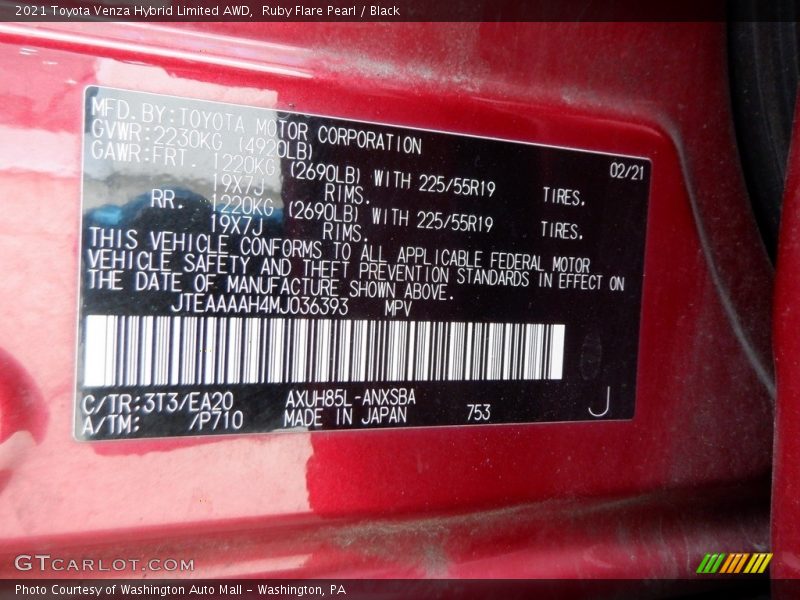 2021 Toyota Venza Hybrid Limited AWD, Ruby Flare Pearl / Black
MFD. BY: TOYOTA MOTOR CORPORATION 02/21
GVWR: 2230KG (4920LB)
GAWR: FRT. 1220KG (2690LB) WITH 225/55R19 TIRES.
19X7J RIMS.
RR. 1220KG (2690LB) WITH 225/55R19 TIRES.
19X7J RIMS.
THIS VEHICLE CONFORMS TO ALL APPLICABLE FEDERAL MOTOR
VEHICLE SAFETY AND THEFT PREVENTION STANDARDS IN EFFECT ON
THE DATE OF MANUFACTURE SHOWN ABOVE.
JTEAAAAH4MJ036393 MPV
C/TR: 3T3/EA20 AXUH85L-ANXSBA
A/TM: /P710 MADE IN JAPAN 753 J
GTCARLOT.COM
Photo Courtesy of Washington Auto Mall - Washington, PA